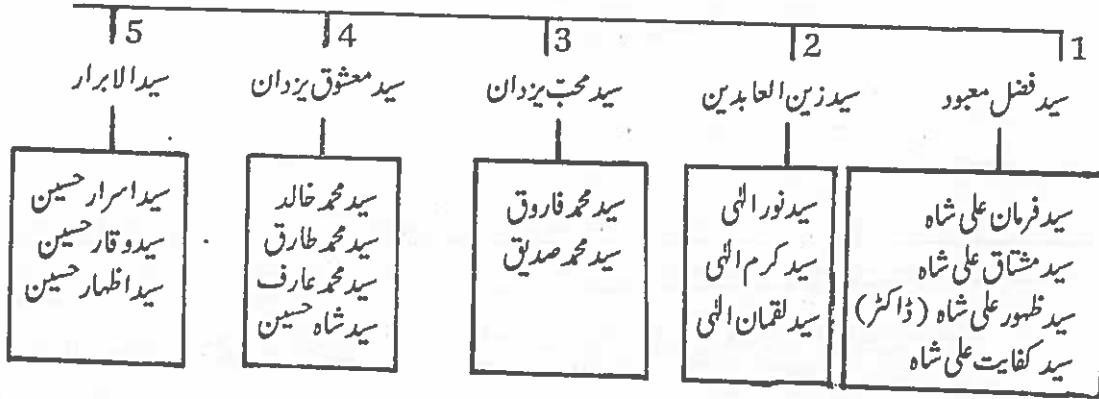 1
سید فضل معبود
سید فرمان علی شاہ
سید مشتاق علی شاہ
سید ظہور علی شاہ (ڈاکٹر)
سید کفایت علی شاہ
2
سید زین العابدین
سید نور الٰہی
سید کرم الٰہی
سید لقمان الٰہی
3
سید محب یزدان
سید محمد فاروق
سید محمد صدیق
4
سید معشوق یزدان
سید محمد خالد
سید محمد طارق
سید محمد عارف
سید شاہ حسین
5
سید الابرار
سید اسرار حسین
سید وقار حسین
سید اظہار حسین